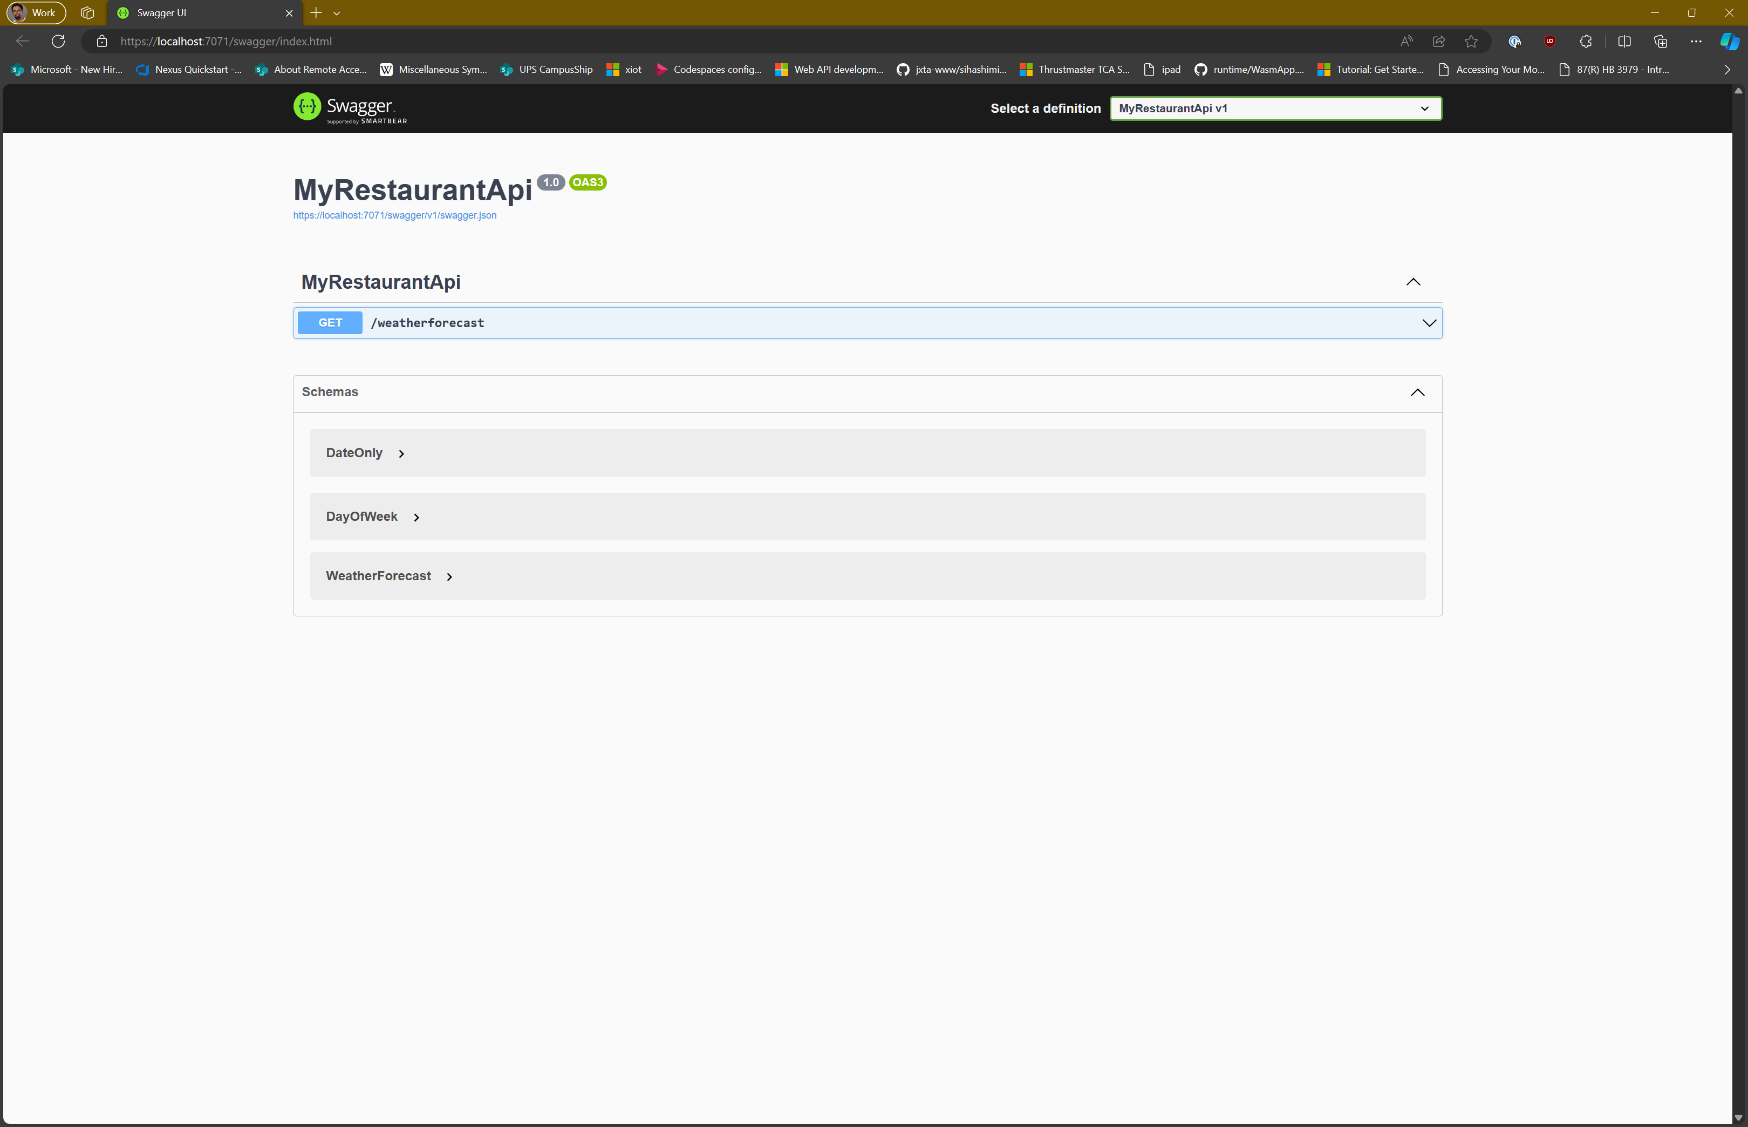 Work
Swagger UI
https://localhost:7071/swagger/index.html
Microsoft - New Hir...
Nexus Quickstart -...
About Remote Acce...
Miscellaneous Sym...
UPS CampusShip
xiot
Codespaces config...
Web API developm...
jxta-www/sihashimi...
Thrustmaster TCA S...
ipad
runtime/WasmApp....
Tutorial: Get Starte...
Accessing Your Mo...
87(R) HB 3979 - Intr...
Swagger.
Supported by SMARTBEAR
Select a definition
MyRestaurantApi v1
MyRestaurantApi 1.0 OAS3
https://localhost:7071/swagger/v1/swagger.json
MyRestaurantApi
GET /weatherforecast
Schemas
DateOnly
DayOfWeek
WeatherForecast